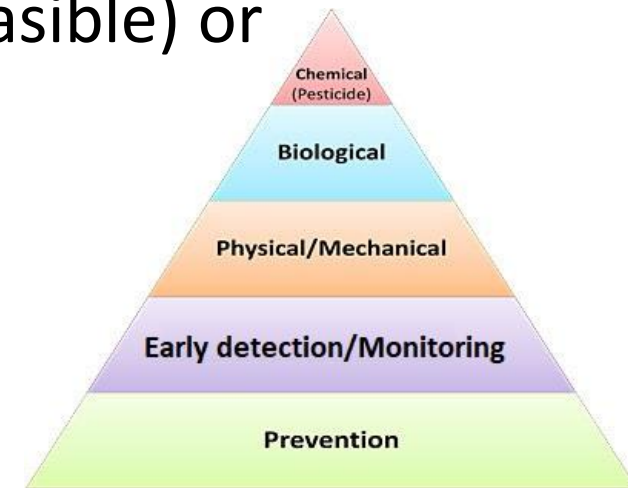 asible) or
Chemical
(Pesticide)
Biological
Physical/Mechanical
Early detection/Monitoring
Prevention